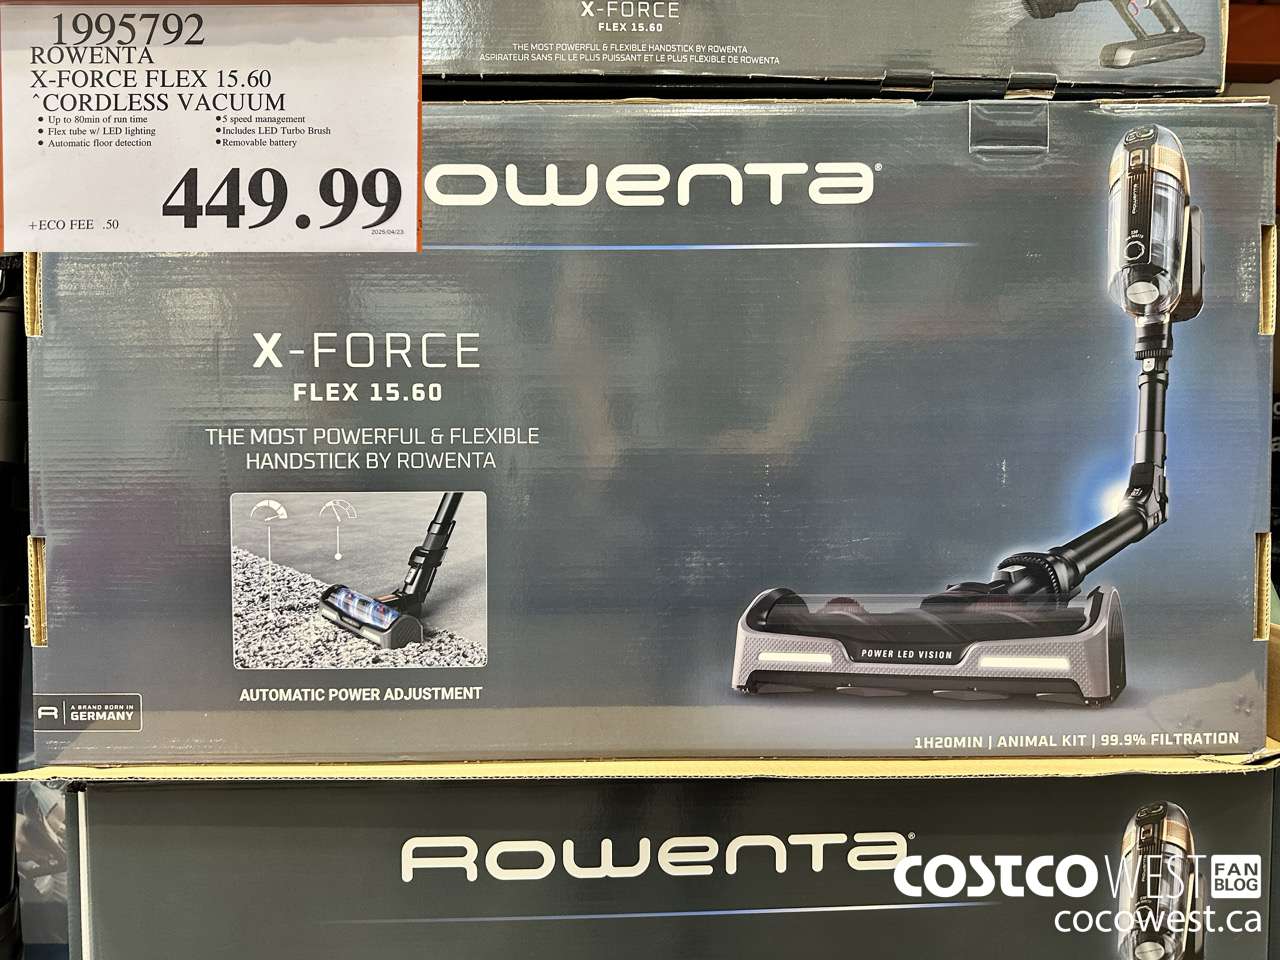 1995792
ROWENTA
X-FORCE FLEX 15.60
^CORDLESS VACUUM
• Up to 80min of run time
• Flex tube w/ LED lighting
• Automatic floor detection
• 5 speed management
• Includes LED Turbo Brush
• Removable battery
449.99
+ECO FEE .50
X-FORCE
FLEX 15.60
THE MOST POWERFUL & FLEXIBLE HANDSTICK BY ROWENTA
ASPIRATEUR SANS FIL LE PLUS PUISSANT ET LE PLUS FLEXIBLE DE ROWENTA
owenta®
X-FORCE
FLEX 15.60
THE MOST POWERFUL & FLEXIBLE
HANDSTICK BY ROWENTA
AUTOMATIC POWER ADJUSTMENT
A BRAND BORN IN
GERMANY
ROWENTA
POWER LED VISION
1H20MIN | ANIMAL KIT | 99.9% FILTRATION
Rowenta®
COSTCO WEST
FAN
BLOG
cocowest.ca